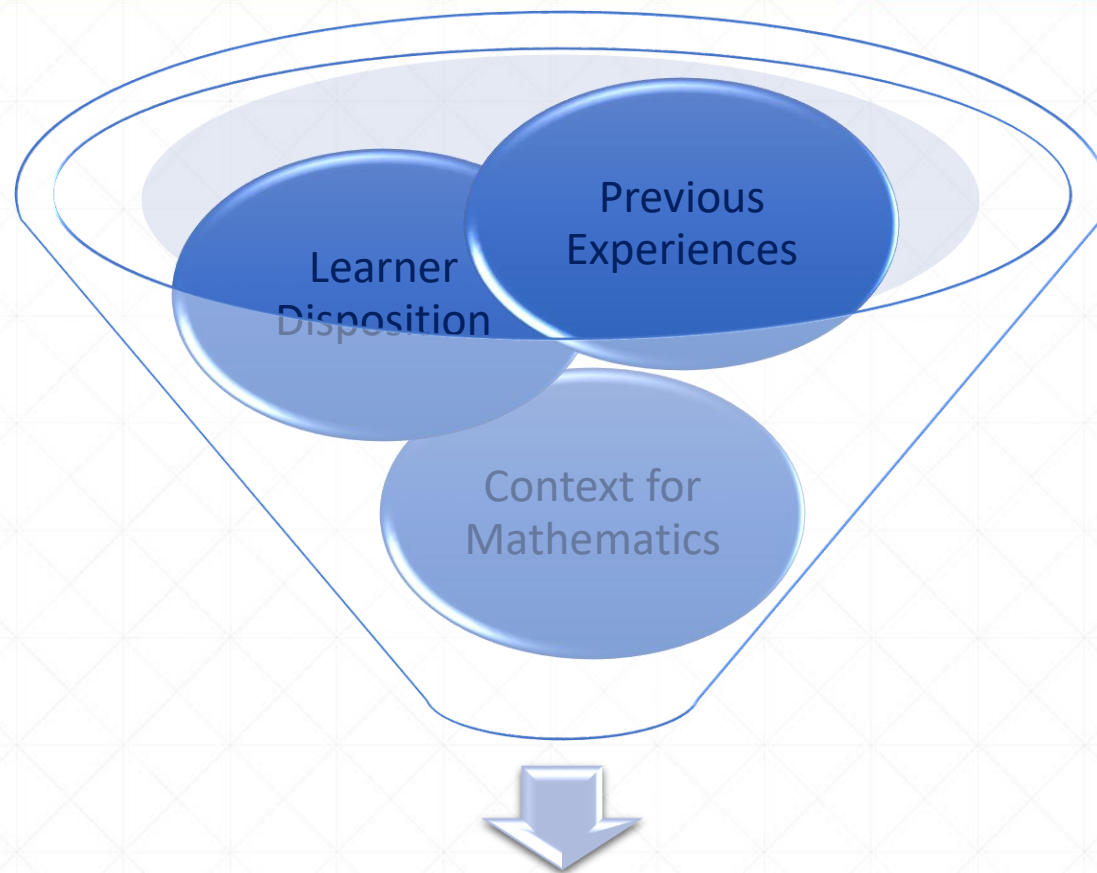 Previous
Experiences
Learner
Disposition
Context for
Mathematics